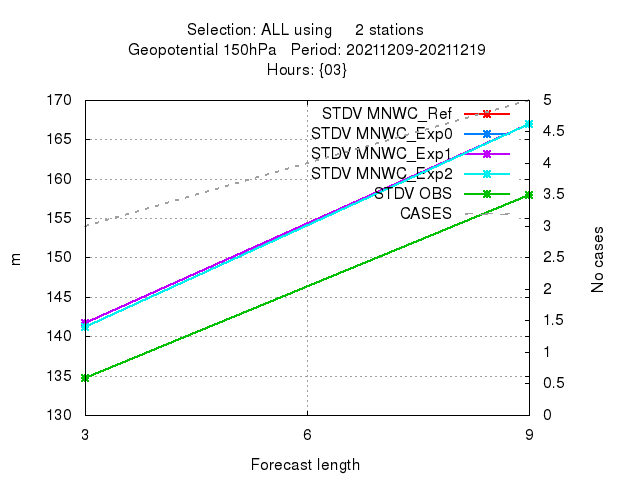 Selection: ALL using 2 stations
Geopotential 150hPa Period: 20211209-20211219
Hours: {03}
170
165
160
155
150
145
140
135
130
m
5
4.5
4
3.5
3
2.5
2
1.5
1
0.5
0
No cases
STDV MNWC_Ref
STDV MNWC_Exp0
STDV MNWC_Exp1
STDV MNWC_Exp2
STDV OBS
CASES
3 6 9
Forecast length